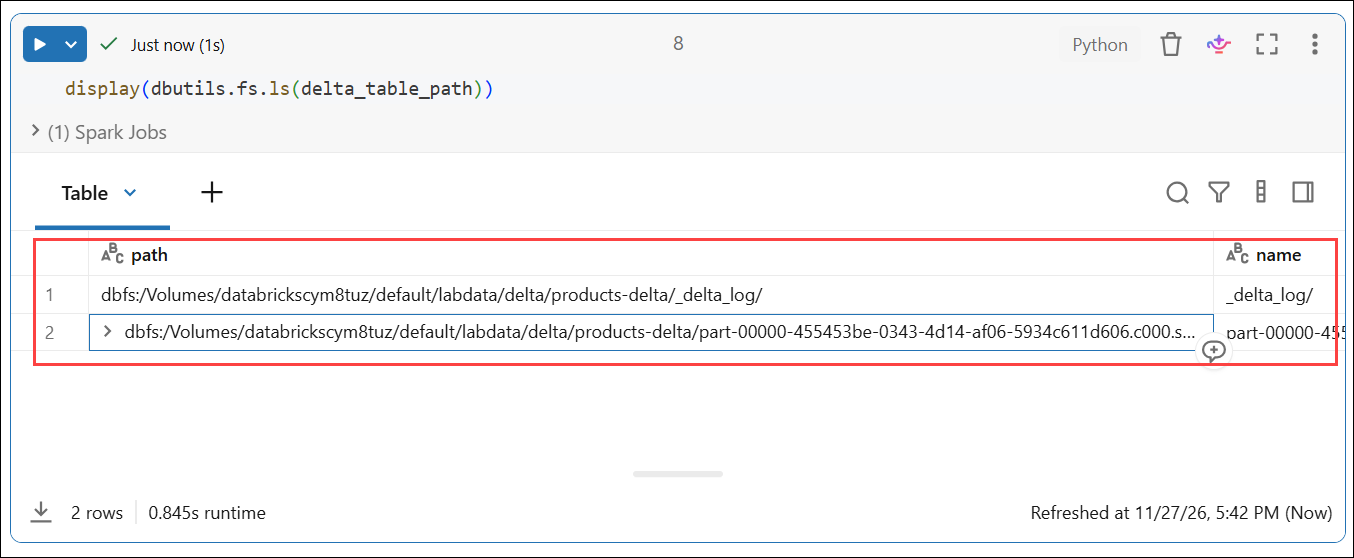 Just now (1s)
8
Python
display(dbutils.fs.ls(delta_table_path))
(1) Spark Jobs
Table
ABC path
ABC name
1
dbfs:/Volumes/databrickscym8tuz/default/labdata/delta/products-delta/_delta_log/
_delta_log/
2
dbfs:/Volumes/databrickscym8tuz/default/labdata/delta/products-delta/part-00000-455453be-0343-4d14-af06-5934c611d606.c000.s...
part-00000-455
2 rows
0.845s runtime
Refreshed at 11/27/26, 5:42 PM (Now)